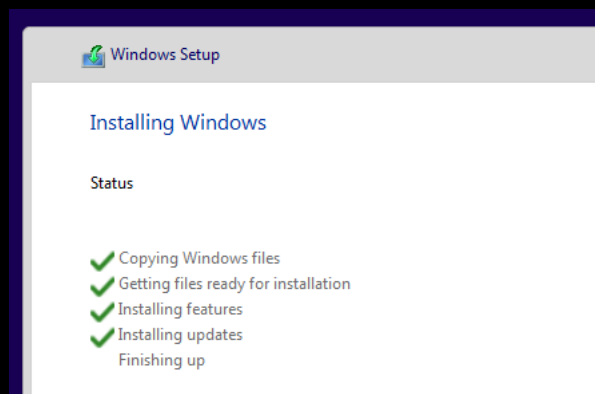 Windows Setup
Installing Windows
Status
Copying Windows files
Getting files ready for installation
Installing features
Installing updates
Finishing up